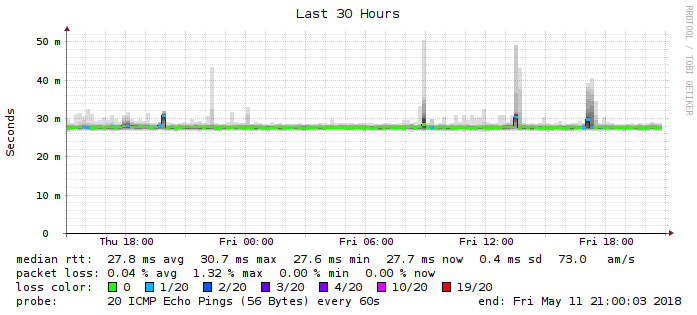 Last 30 Hours
RRDTOOL / TOBI OETIKER
Seconds
50 m
40 m
30 m
20 m
10 m
0
Thu 18:00 Fri 00:00 Fri 06:00 Fri 12:00 Fri 18:00
median rtt: 27.8 ms avg 30.7 ms max 27.6 ms min 27.7 ms now 0.4 ms sd 73.0 am/s
packet loss: 0.04 % avg 1.32 % max 0.00 % min 0.00 % now
loss color: 0 1/20 2/20 3/20 4/20 10/20 19/20
probe: 20 ICMP Echo Pings (56 Bytes) every 60s end: Fri May 11 21:00:03 2018